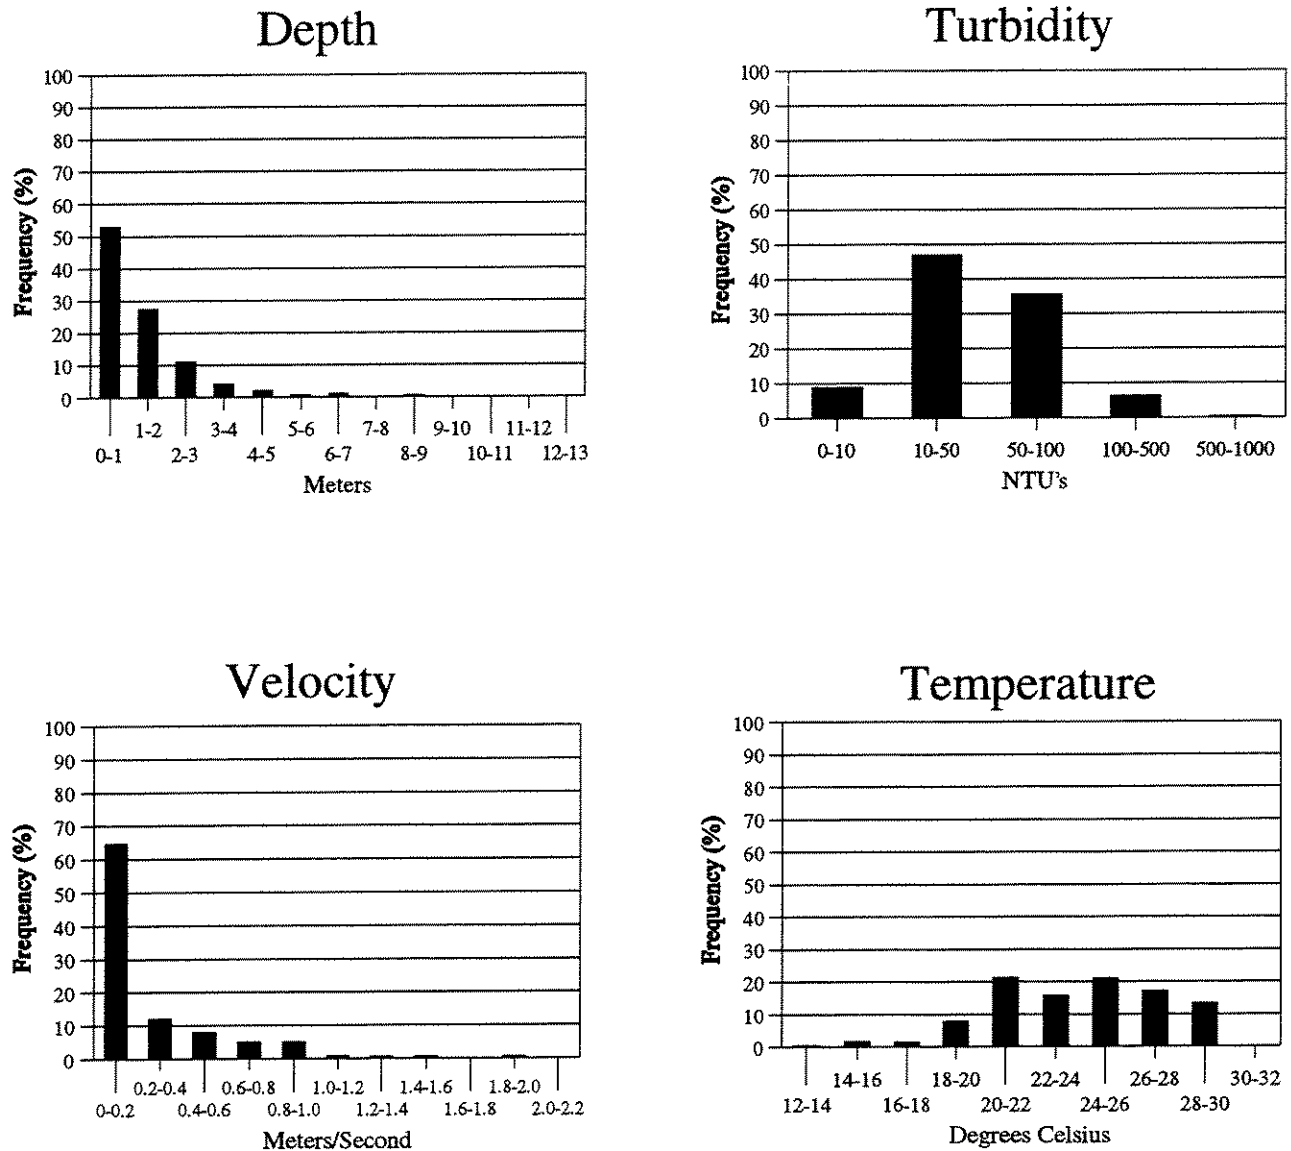 Depth
100
90
80
70
60
50
40
30
20
10
0
Frequency (%)
1-2 3-4 5-6 7-8 9-10 11-12
0-1 2-3 4-5 6-7 8-9 10-11 12-13
Meters
Turbidity
100
90
80
70
60
50
40
30
20
10
0
Frequency (%)
0-10 10-50 50-100 100-500 500-1000
NTU's
Velocity
100
90
80
70
60
50
40
30
20
10
0
Frequency (%)
0.2-0.4 0.6-0.8 1.0-1.2 1.4-1.6 1.8-2.0
0-0.2 0.4-0.6 0.8-1.0 1.2-1.4 1.6-1.8 2.0-2.2
Meters/Second
Temperature
100
90
80
70
60
50
40
30
20
10
0
Frequency (%)
14-16 18-20 22-24 26-28 30-32
12-14 16-18 20-22 24-26 28-30
Degrees Celsius